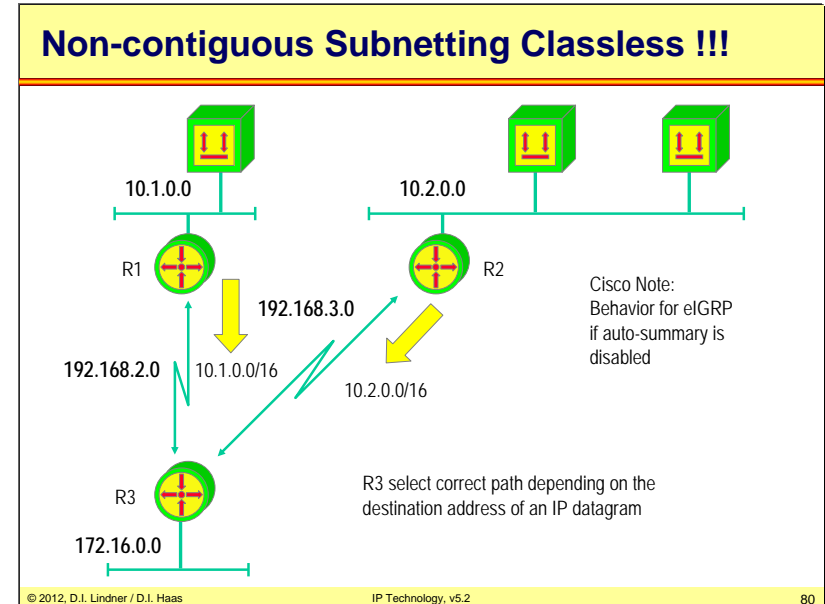 Non-contiguous Subnetting Classless !!!
10.1.0.0
10.2.0.0
R1
R2
Cisco Note:
Behavior for eIGRP
if auto-summary is
disabled
192.168.3.0
192.168.2.0
10.1.0.0/16
10.2.0.0/16
R3
R3 select correct path depending on the
destination address of an IP datagram
172.16.0.0
© 2012, D.I. Lindner / D.I. Haas
IP Technology, v5.2
80